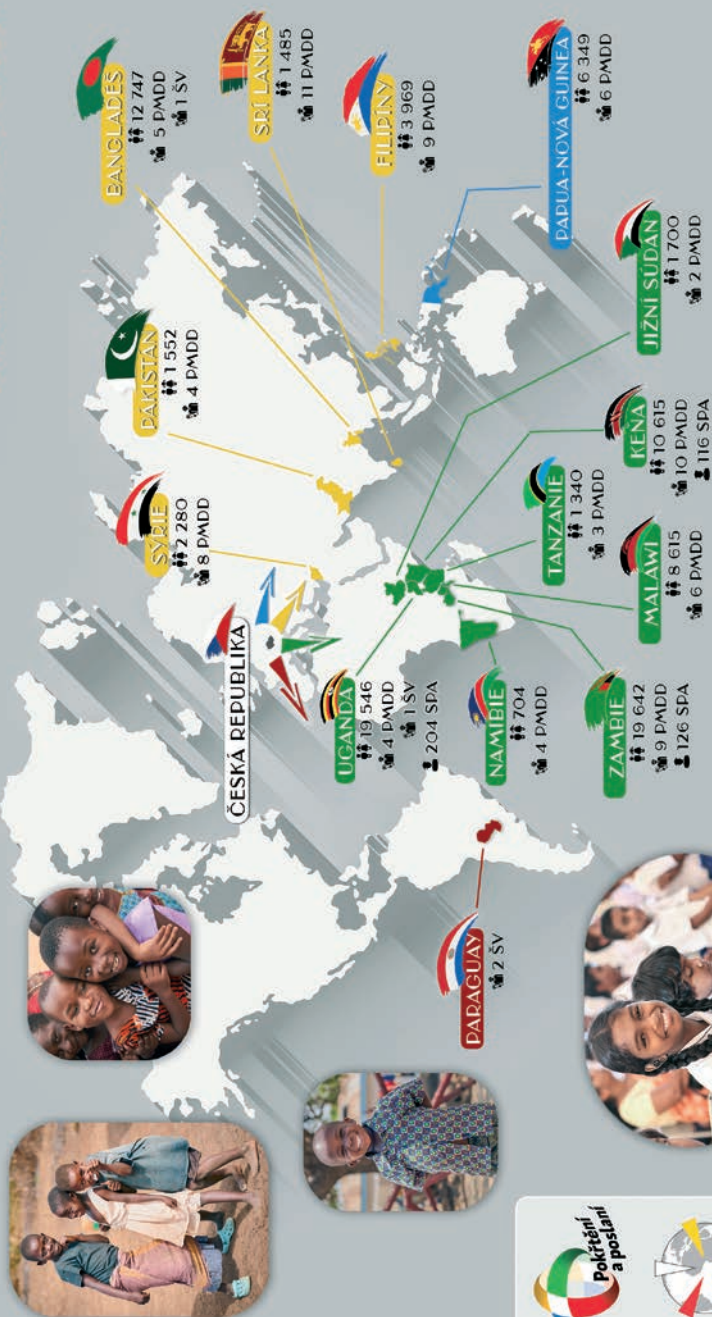 ČESKÁ REPUBLIKA
SÝRIE
2 280
8 PMDD
PÁKISTÁN
1 552
4 PMDD
BANGLADÉŠ
12 747
5 PMDD
1 ŠV
SRÍ LANKA
1 485
11 PMDD
FILIPÍNY
3 969
9 PMDD
PAPUA-NOVÁ GUINEA
6 349
6 PMDD
PARAGUAY
2 ŠV
UGANDA
19 546
4 PMDD
1 ŠV
204 SPA
NAMIBIE
704
4 PMDD
ZAMBIE
19 642
9 PMDD
126 SPA
MALAWI
8 615
6 PMDD
TANZANIE
1 340
3 PMDD
KEŇA
10 615
10 PMDD
116 SPA
JIŽNÍ SÚDÁN
1 700
2 PMDD
Pokřtění
a poslaní